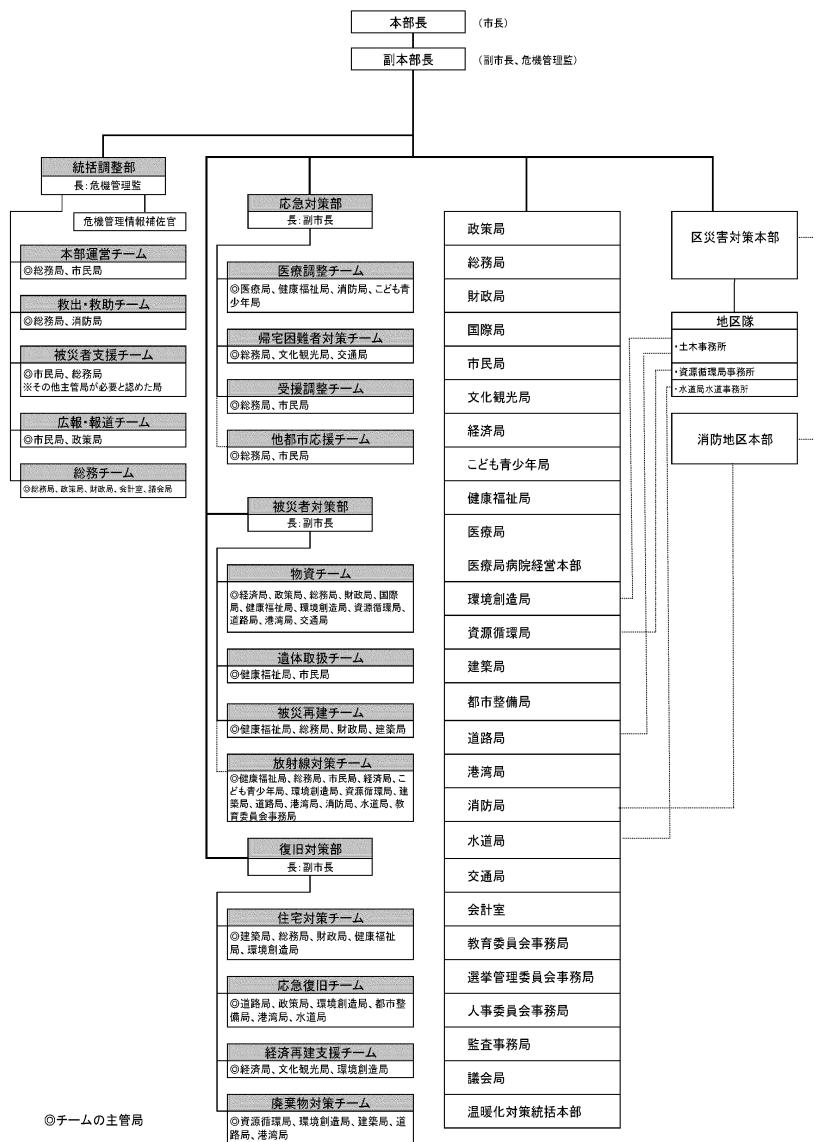 本部長
(市長)
副本部長
(副市長、危機管理監)
統括調整部
長:危機管理監
危機管理情報補佐官
本部運営チーム
◎総務局、市民局
救出・救助チーム
◎総務局、消防局
被災者支援チーム
◎市民局、総務局
※その他主管局が必要と認めた局
広報・報道チーム
◎市民局、政策局
総務チーム
◎総務局、政策局、財政局、会計室、議会局
応急対策部
長:副市長
医療調整チーム
◎医療局、健康福祉局、消防局、こども青
少年局
帰宅困難者対策チーム
◎総務局、文化観光局、交通局
受援調整チーム
◎総務局、市民局
他都市応援チーム
◎総務局、市民局
被災者対策部
長:副市長
物資チーム
◎経済局、政策局、総務局、財政局、国際
局、健康福祉局、環境創造局、資源循環局、
道路局、港湾局、交通局
遺体取扱チーム
◎健康福祉局、市民局
被災再建チーム
◎健康福祉局、総務局、財政局、建築局
放射線対策チーム
◎健康福祉局、総務局、市民局、経済局、こ
ども青少年局、環境創造局、資源循環局、建
築局、道路局、港湾局、消防局、水道局、教
育委員会事務局
復旧対策部
長:副市長
住宅対策チーム
◎建築局、総務局、財政局、健康福祉
局、環境創造局
応急復旧チーム
◎道路局、政策局、環境創造局、都市整
備局、港湾局、水道局
経済再建支援チーム
◎経済局、文化観光局、環境創造局
廃棄物対策チーム
◎資源循環局、環境創造局、建築局、道
路局、港湾局
政策局
総務局
財政局
国際局
市民局
文化観光局
経済局
こども青少年局
健康福祉局
医療局
医療局病院経営本部
環境創造局
資源循環局
建築局
都市整備局
道路局
港湾局
消防局
水道局
交通局
会計室
教育委員会事務局
選挙管理委員会事務局
人事委員会事務局
監査事務局
議会局
温暖化対策統括本部
区災害対策本部
地区隊
・土木事務所
・資源循環局事務所
・水道局水道事務所
消防地区本部
◎チームの主管局